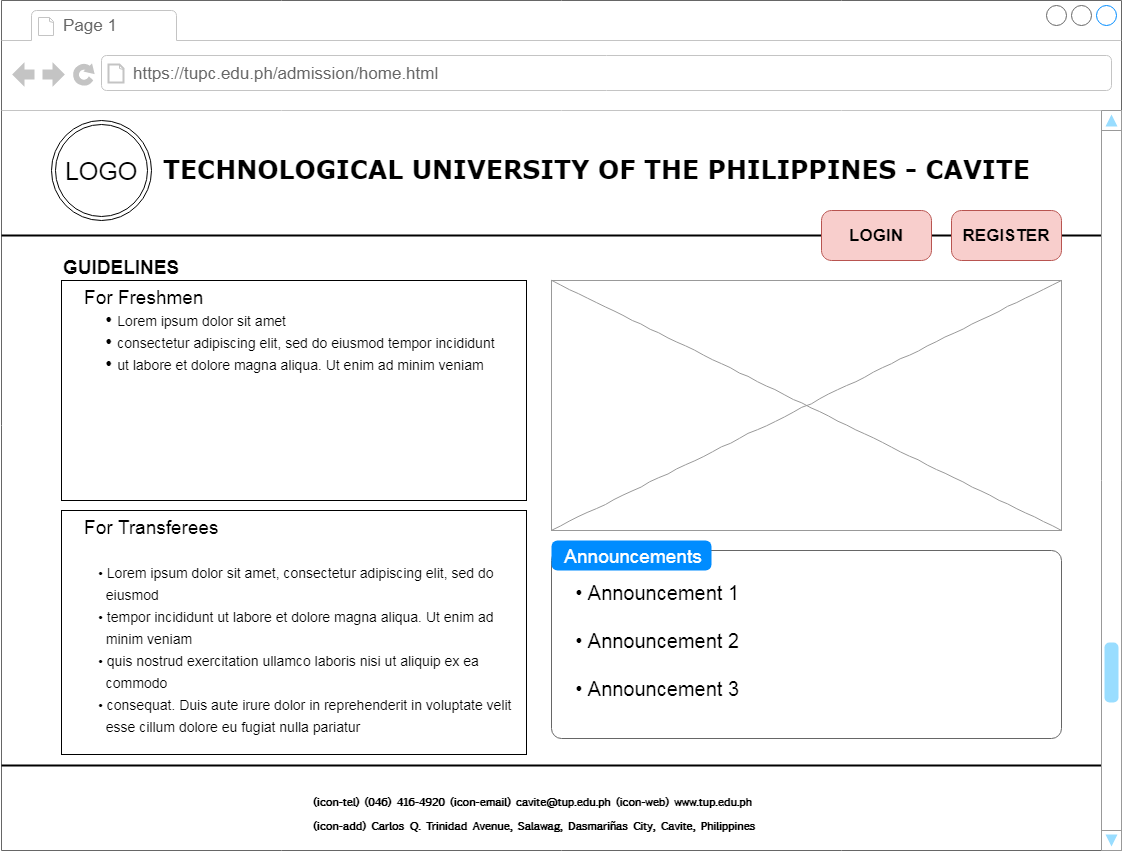 Page 1
https://tupc.edu.ph/admission/home.html
LOGO
TECHNOLOGICAL UNIVERSITY OF THE PHILIPPINES - CAVITE
LOGIN
REGISTER
GUIDELINES
For Freshmen
• Lorem ipsum dolor sit amet
• consectetur adipiscing elit, sed do eiusmod tempor incididunt
• ut labore et dolore magna aliqua. Ut enim ad minim veniam
For Transferees
• Lorem ipsum dolor sit amet, consectetur adipiscing elit, sed do
eiusmod
• tempor incididunt ut labore et dolore magna aliqua. Ut enim ad
minim veniam
• quis nostrud exercitation ullamco laboris nisi ut aliquip ex ea
commodo
• consequat. Duis aute irure dolor in reprehenderit in voluptate velit
esse cillum dolore eu fugiat nulla pariatur
Announcements
• Announcement 1
• Announcement 2
• Announcement 3
(icon-tel) (046) 416-4920 (icon-email) cavite@tup.edu.ph (icon-web) www.tup.edu.ph
(icon-add) Carlos Q. Trinidad Avenue, Salawag, Dasmariñas City, Cavite, Philippines